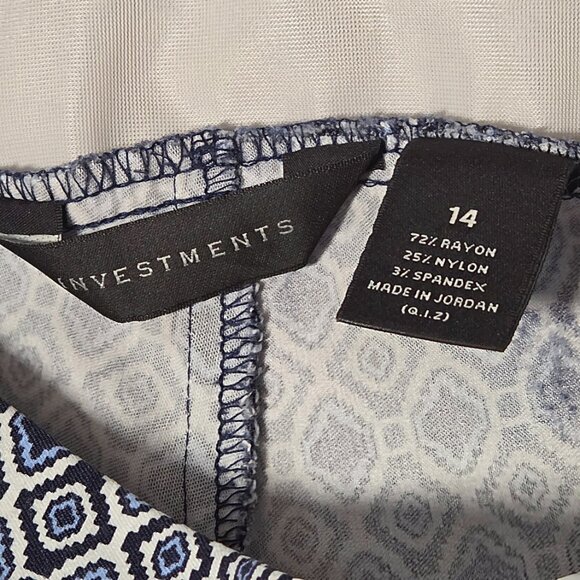 INVESTMENTS
14
72% RAYON
25% NYLON
3% SPANDEX
MADE IN JORDAN
(Q.I.Z)